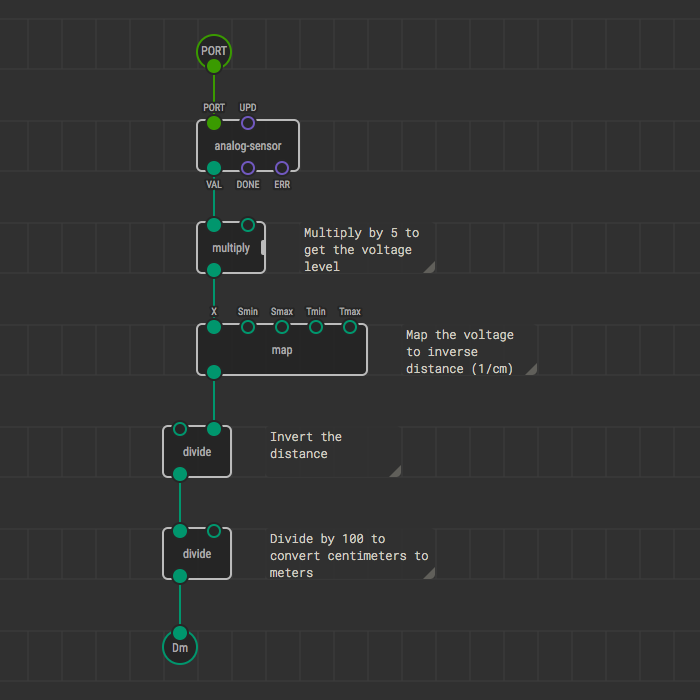 PORT
PORT UPD
analog-sensor
VAL DONE ERR
multiply
Multiply by 5 to
get the voltage
level
X Smin Smax Tmin Tmax
map
Map the voltage
to inverse
distance (1/cm)
divide
Invert the
distance
divide
Divide by 100 to
convert centimeters to
meters
Dm